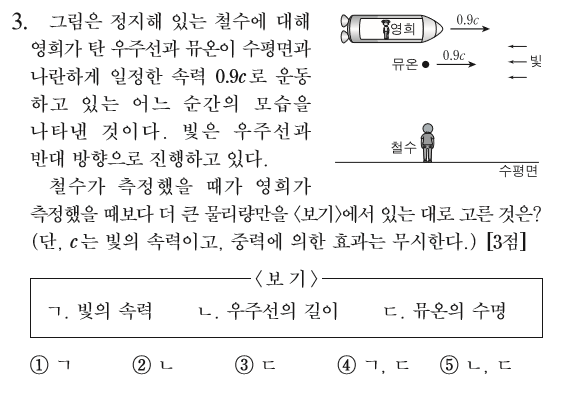 3. 그림은 정지해 있는 철수에 대해
영희가 탄 우주선과 뮤온이 수평면과
나란하게 일정한 속력 0.9c로 운동
하고 있는 어느 순간의 모습을
나타낸 것이다. 빛은 우주선과
반대 방향으로 진행하고 있다.
영희
0.9c
뮤온
0.9c
빛
철수
수평면
철수가 측정했을 때가 영희가
측정했을 때보다 더 큰 물리량만을 <보기>에서 있는 대로 고른 것은?
(단, c는 빛의 속력이고, 중력에 의한 효과는 무시한다.) [3점]
<보 기>
ㄱ. 빛의 속력 ㄴ. 우주선의 길이 ㄷ. 뮤온의 수명
① ㄱ ② ㄴ ③ ㄷ ④ ㄱ, ㄷ ⑤ ㄴ, ㄷ